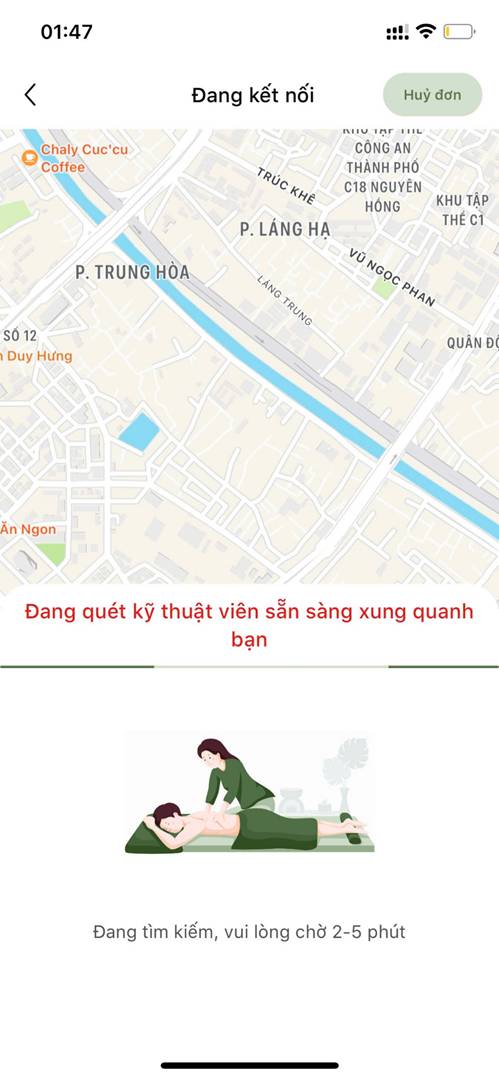 01:47
Đang kết nối
Huỷ đơn
Chaly Cuc'cu
Coffee
KHU TẬP THỂ
CÔNG AN
THÀNH PHỐ
C18 NGUYÊN
HỒNG
TRÚC KHÊ
KHU TẬP
THỂ C1
P. LÁNG HẠ
VŨ NGỌC PHAN
P. TRUNG HÒA
LÁNG TRUNG
SỐ 12
Duy Hưng
QUÂN ĐỘ
Ăn Ngon
Đang quét kỹ thuật viên sẵn sàng xung quanh
bạn
Đang tìm kiếm, vui lòng chờ 2-5 phút